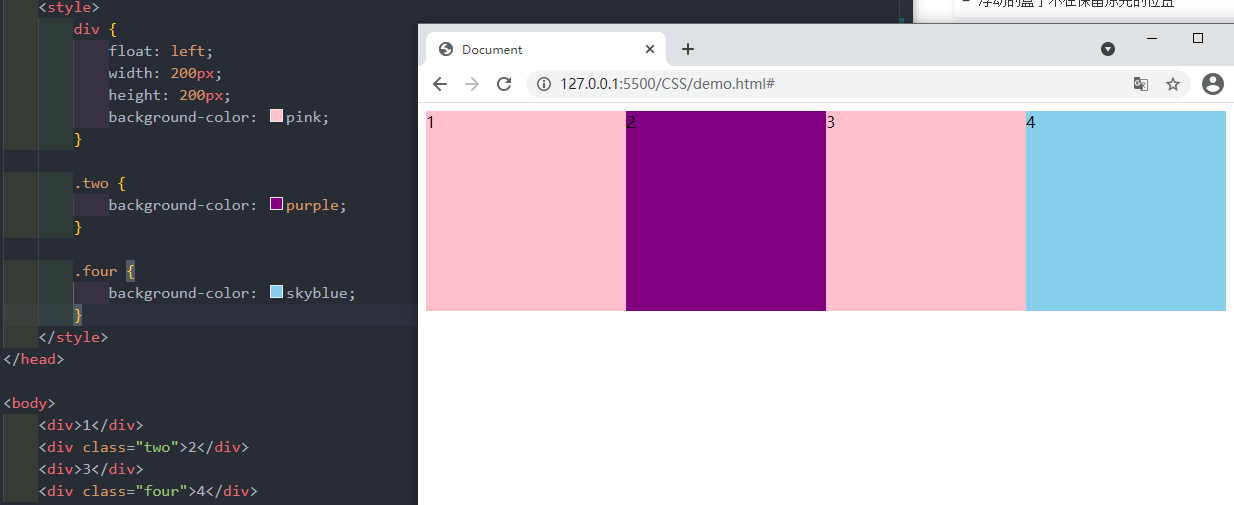 <style>
div {
float: left;
width: 200px;
height: 200px;
background-color: pink;
}
.two {
background-color: purple;
}
.four {
background-color: skyblue;
}
</style>
</head>
<body>
<div>1</div>
<div class="two">2</div>
<div>3</div>
<div class="four">4</div>
Document
127.0.0.1:5500/CSS/demo.html#
1
2
3
4